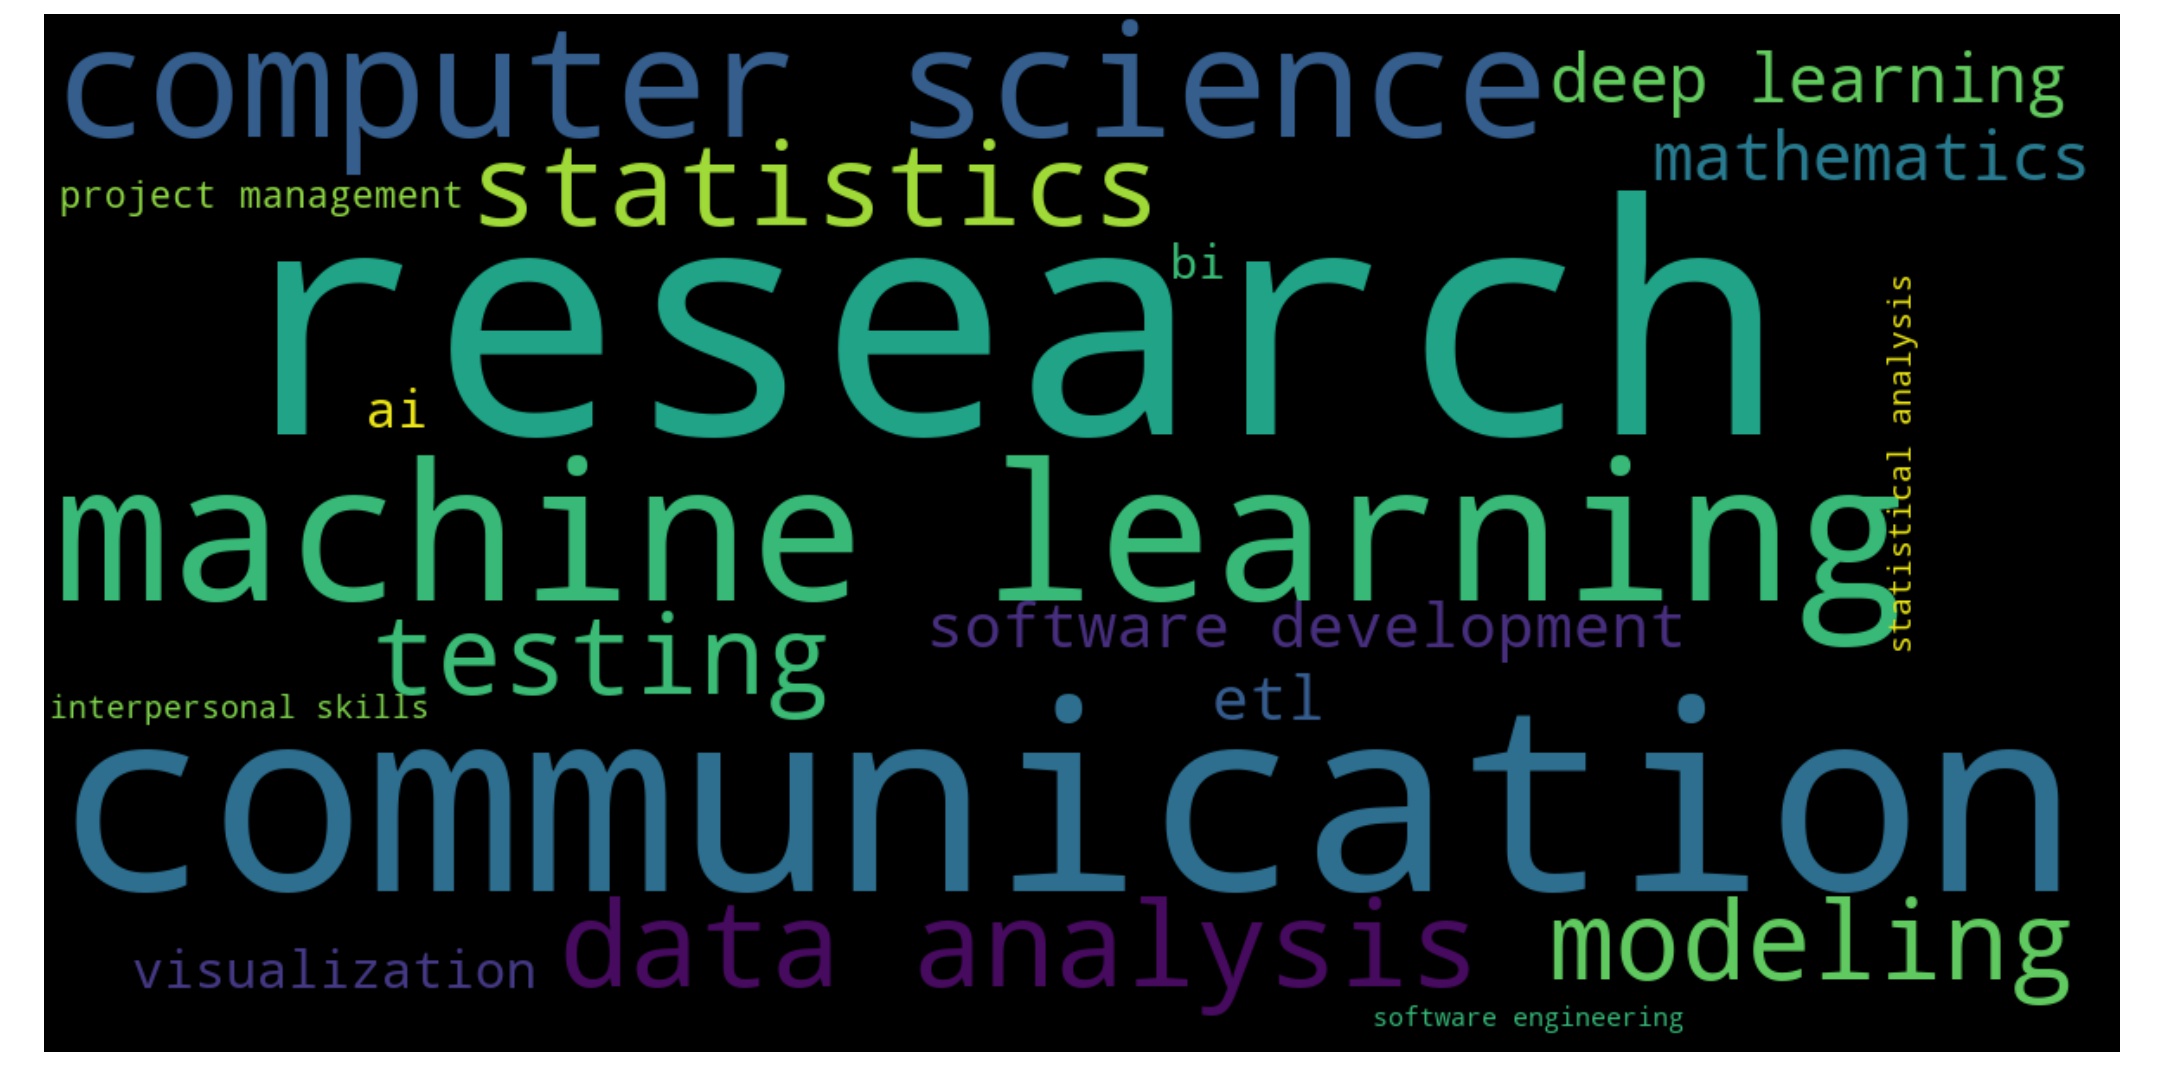 computer science
deep learning
mathematics
project management
statistics
research
bi
ai
statistical analysis
machine learning
testing
software development
interpersonal skills
etl
communication
visualization
data analysis
modeling
software engineering